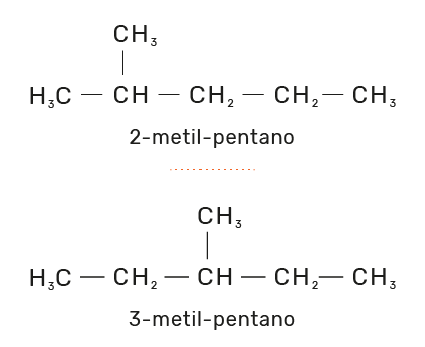 CH₃
H₃C — CH — CH₂ — CH₂ — CH₃
2-metil-pentano
CH₃
H₃C — CH₂ — CH — CH₂ — CH₃
3-metil-pentano